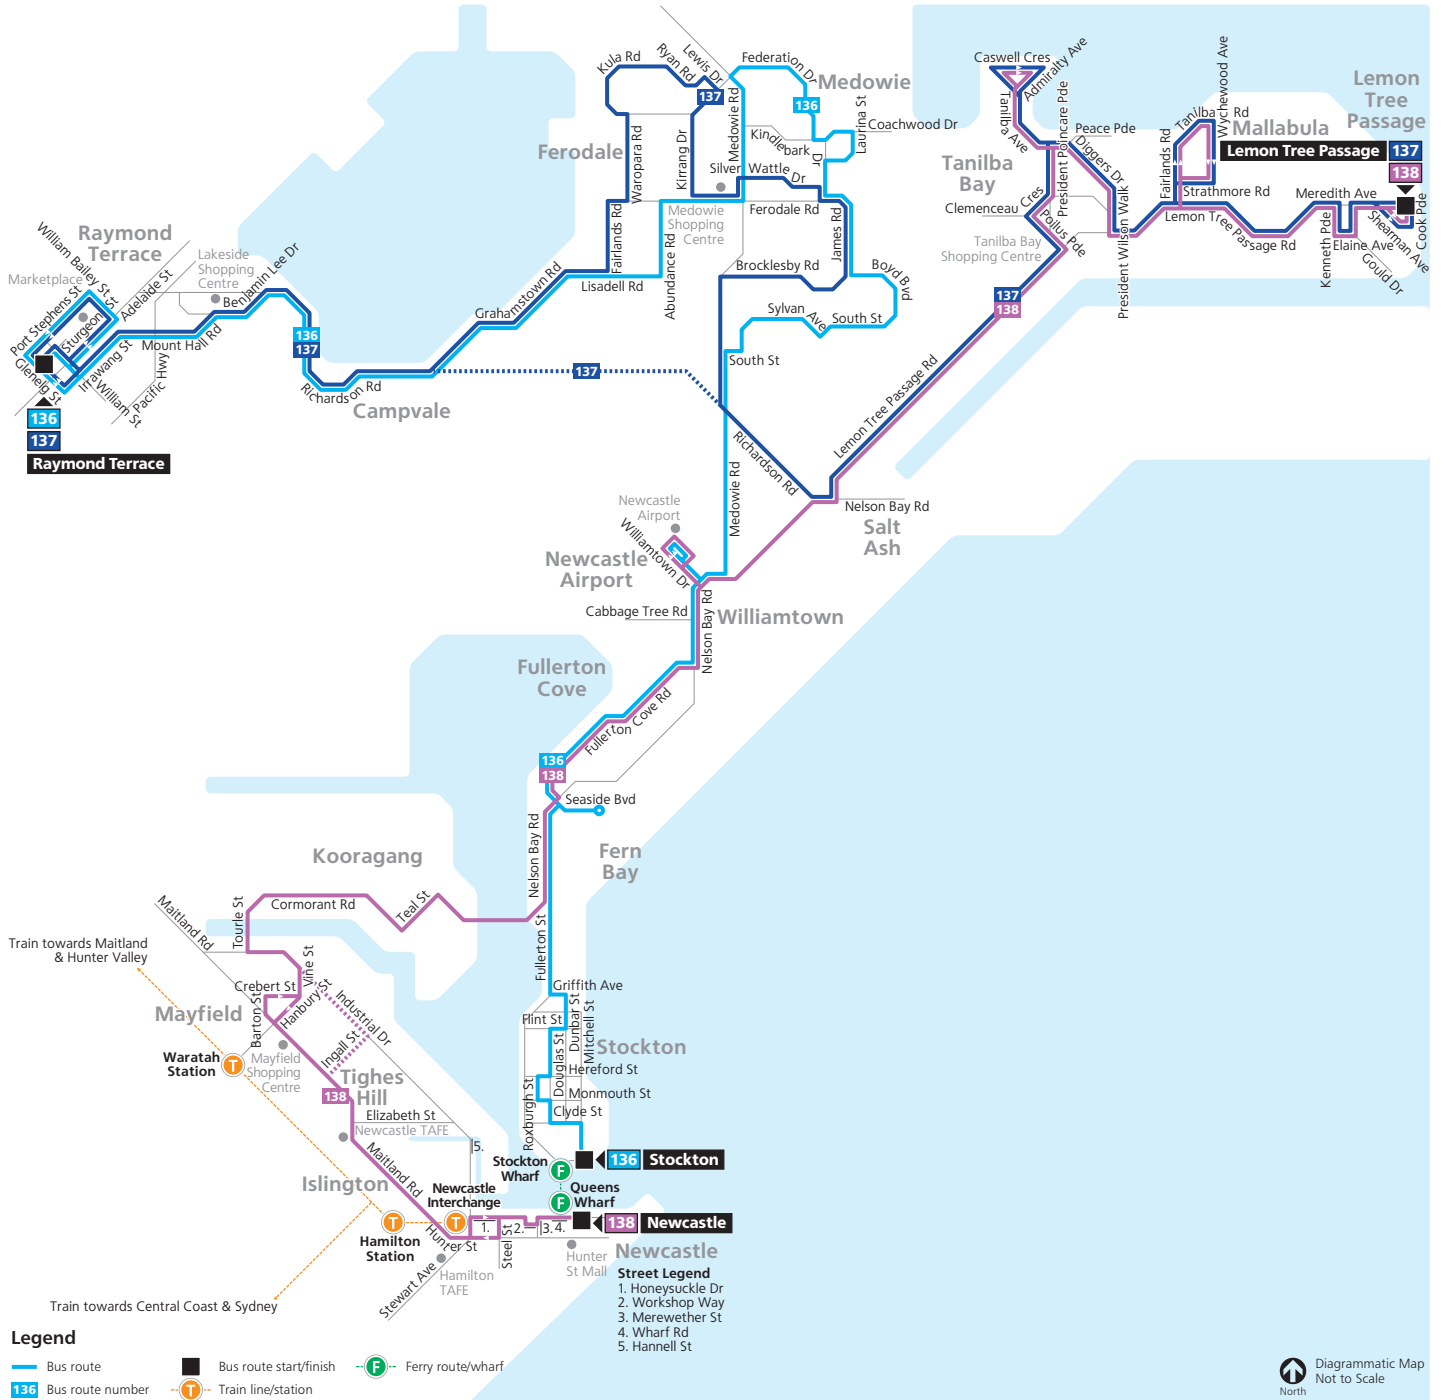 Kula Rd
Ryan Rd
Lewis Dr
137
Federation Dr
Medowie
136
Medowie Rd
Laurina St
Coachwood Dr
Kindlebark
Dr
Ferodale
Waropara Rd
Kirrang Dr
Silver
Wattle Dr
Medowie
Shopping
Centre
Ferodale Rd
Fairlands Rd
Abundance Rd
James Rd
Brocklesby Rd
Boyd Bvd
Lisadell Rd
Sylvan Ave
South St
South St
Caswell Cres
Admiralty Ave
Tanilba Ave
President Poincare Pde
Peace Pde
Diggers Dr
Tanilba
Bay
Clemenceau Cres
Poilus Pde
Tanilba Bay
Shopping Centre
President Wilson Walk
Fairlands Rd
Tanilba Rd
Wychewood Ave
Mallabula
Lemon
Tree
Passage
Lemon Tree Passage
137
138
Strathmore Rd
Lemon Tree Passage Rd
Meredith Ave
Kenneth Pde
Elaine Ave
Gould Dr
Shearman Ave
Cook Pde
137
138
Lemon Tree Passage Rd
Raymond
Terrace
William Bailey St
Marketplace
Port Stephens St
Sturgeon St
Adelaide St
Lakeside
Shopping
Centre
Benjamin Lee Dr
Glenelg St
Irrawang St
William St
Pacific Hwy
Mount Hall Rd
136
137
Raymond Terrace
136
137
Richardson Rd
Campvale
Grahamstown Rd
137
Richardson Rd
Medowie Rd
Nelson Bay Rd
Salt
Ash
Newcastle
Airport
Williamtown Dr
Newcastle
Airport
Cabbage Tree Rd
Nelson Bay Rd
Williamtown
Fullerton
Cove
Fullerton Cove Rd
136
138
Seaside Bvd
Nelson Bay Rd
Fern
Bay
Kooragang
Cormorant Rd
Teal St
Tourle St
Maitland Rd
Train towards Maitland
& Hunter Valley
Vine St
Crebert St
Hanbury St
Barton St
Industrial Dr
Ingall St
Mayfield
Mayfield
Shopping
Centre
Waratah
Station
T
Tighes
Hill
138
Elizabeth St
Newcastle TAFE
Fullerton St
Griffith Ave
Flint St
Dunbar St
Mitchell St
Stockton
Douglas St
Hereford St
Monmouth St
Clyde St
Roxburgh St
5.
Stockton
Wharf
F
136
Stockton
Islington
Maitland Rd
Newcastle
Interchange
Queens
Wharf
F
T
T
Hamilton
Station
Hunter St
1.
2.
3.
4.
Steel St
138
Newcastle
Newcastle
Hunter
St Mall
Stewart Ave
Hamilton
TAFE
Train towards Central Coast & Sydney
Street Legend
1. Honeysuckle Dr
2. Workshop Way
3. Merewether St
4. Wharf Rd
5. Hannell St
Legend
Bus route
Bus route start/finish
F
Ferry route/wharf
136
Bus route number
T
Train line/station
North
Diagrammatic Map
Not to Scale